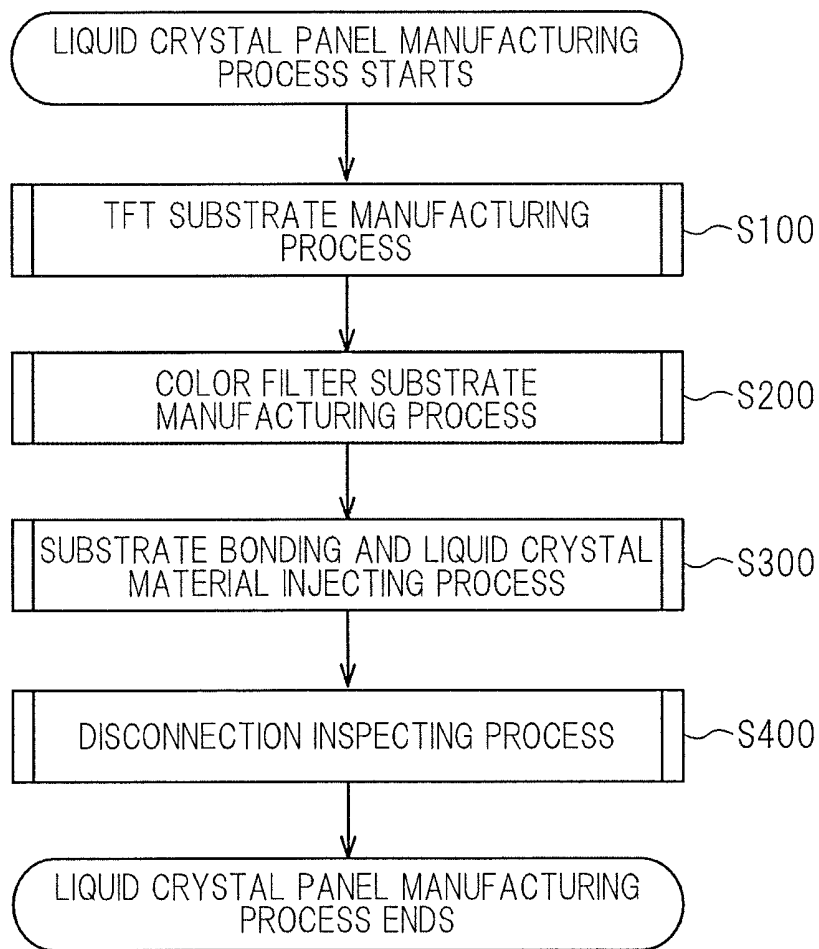 LIQUID CRYSTAL PANEL MANUFACTURING
PROCESS STARTS
TFT SUBSTRATE MANUFACTURING
PROCESS
S100
COLOR FILTER SUBSTRATE
MANUFACTURING PROCESS
S200
SUBSTRATE BONDING AND LIQUID CRYSTAL
MATERIAL INJECTING PROCESS
S300
DISCONNECTION INSPECTING PROCESS
S400
LIQUID CRYSTAL PANEL MANUFACTURING
PROCESS ENDS